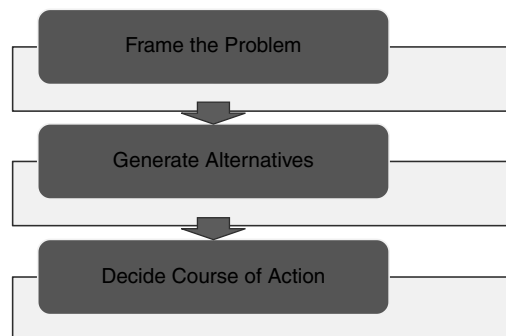 Frame the Problem
Generate Alternatives
Decide Course of Action